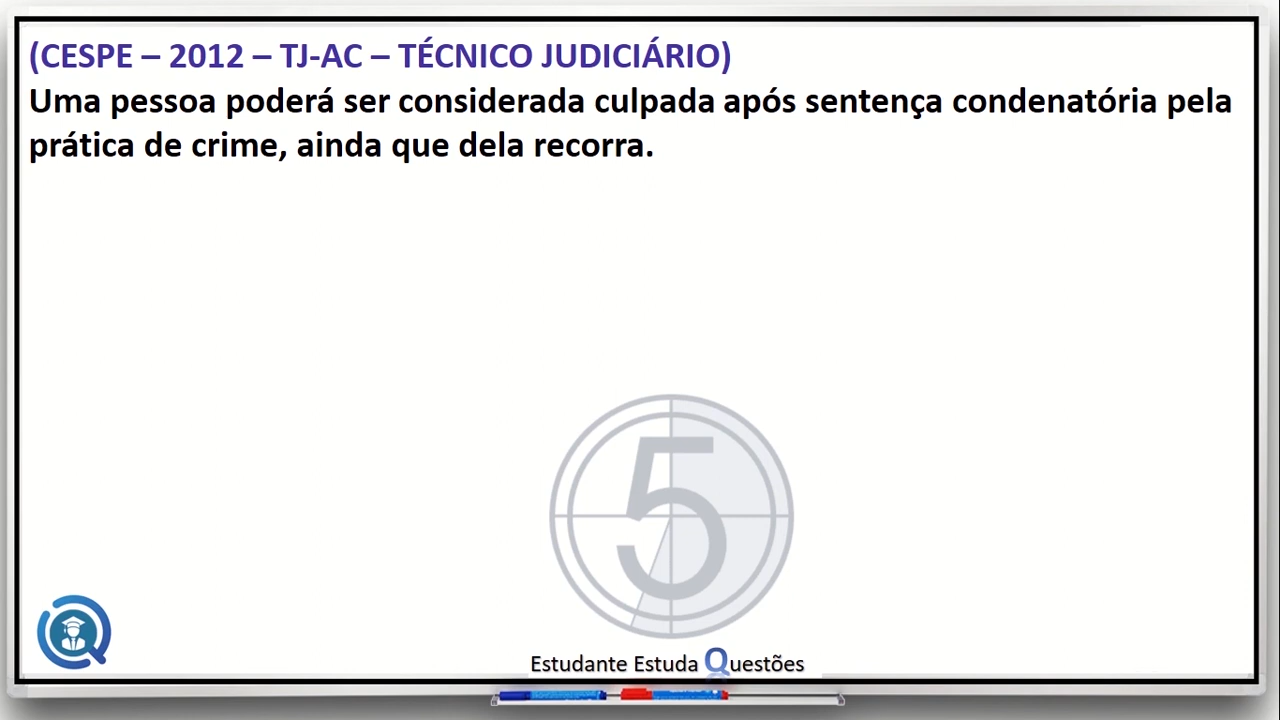 (CESPE – 2012 – TJ-AC – TÉCNICO JUDICIÁRIO)
Uma pessoa poderá ser considerada culpada após sentença condenatória pela
prática de crime, ainda que dela recorra.
5
Estudante Estuda Questões